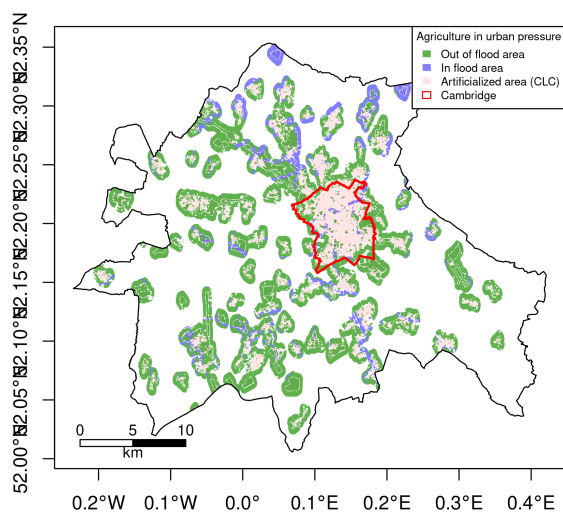 Agriculture in urban pressure
Out of flood area
In flood area
Artificialized area (CLC)
Cambridge
52.35°N
52.30°N
52.25°N
52.20°N
52.15°N
52.10°N
52.05°N
52.00°N
0 5 10
km
0.2°W 0.1°W 0.0° 0.1°E 0.2°E 0.3°E 0.4°E